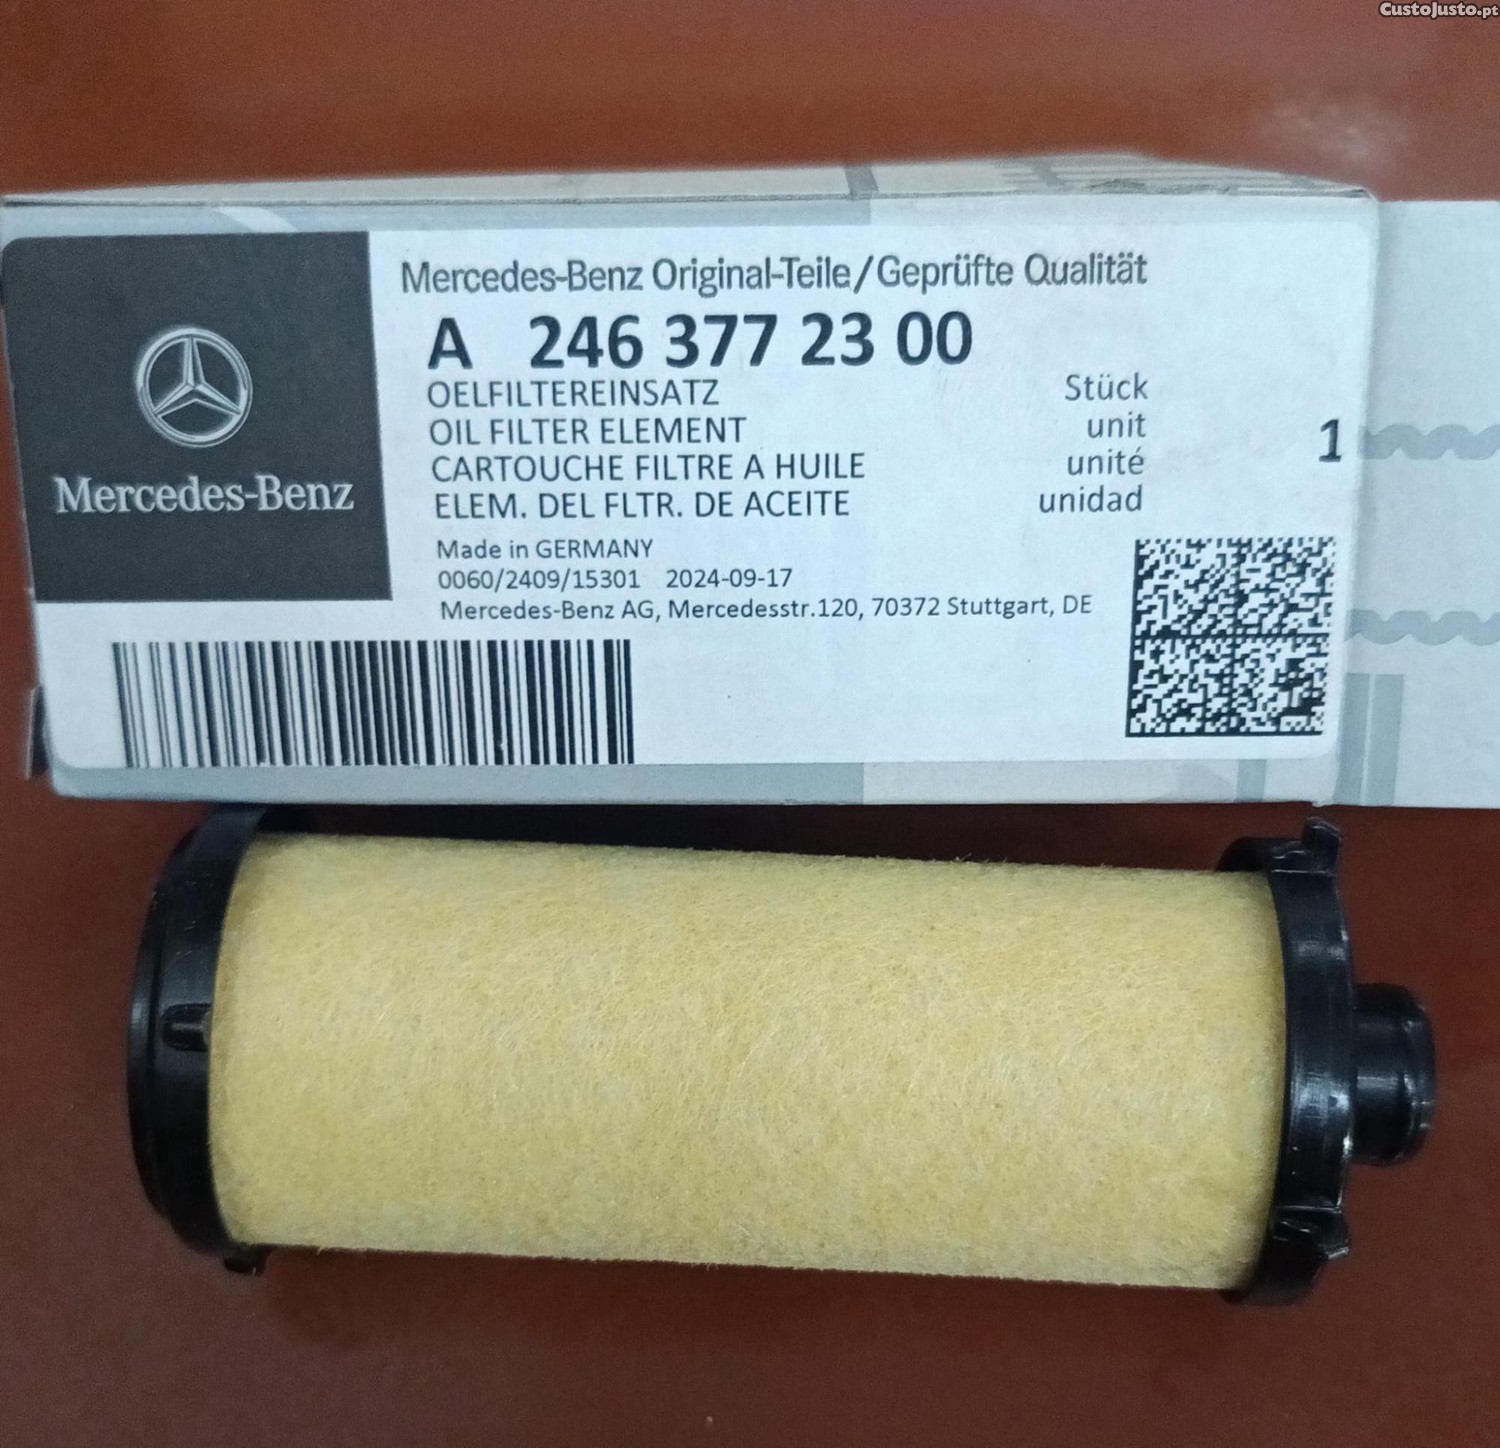 CustoJusto.pt
Mercedes-Benz Original-Teile/Geprüfte Qualität
A 246 377 23 00
OELFILTEREINSATZ Stück
OIL FILTER ELEMENT unit 1
CARTOUCHE FILTRE A HUILE unité
ELEM. DEL FLTR. DE ACEITE unidad
Mercedes-Benz
Made in GERMANY
0060/2409/15301 2024-09-17
Mercedes-Benz AG, Mercedesstr.120, 70372 Stuttgart, DE